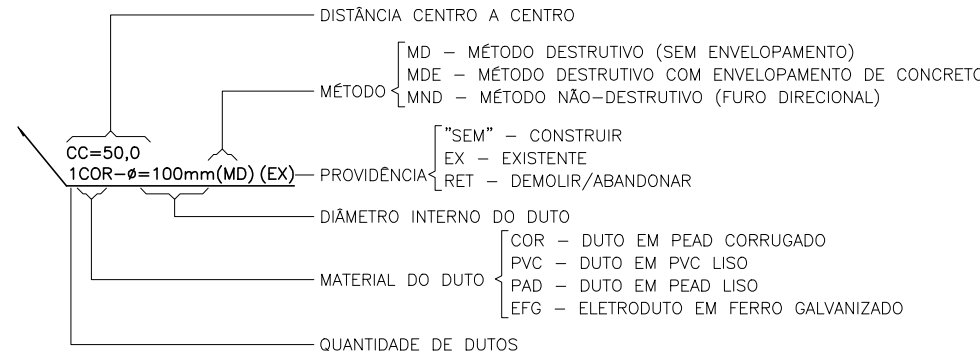 DISTÂNCIA CENTRO A CENTRO
MD – MÉTODO DESTRUTIVO (SEM ENVELOPAMENTO)
MDE – MÉTODO DESTRUTIVO COM ENVELOPAMENTO DE CONCRETO
MÉTODO
MND – MÉTODO NÃO-DESTRUTIVO (FURO DIRECIONAL)
"SEM" – CONSTRUIR
CC=50,0
EX – EXISTENTE
1COR-ø=100mm(MD) (EX)
PROVIDÊNCIA
RET – DEMOLIR/ABANDONAR
DIÂMETRO INTERNO DO DUTO
COR – DUTO EM PEAD CORRUGADO
PVC – DUTO EM PVC LISO
MATERIAL DO DUTO
PAD – DUTO EM PEAD LISO
EFG – ELETRODUTO EM FERRO GALVANIZADO
QUANTIDADE DE DUTOS